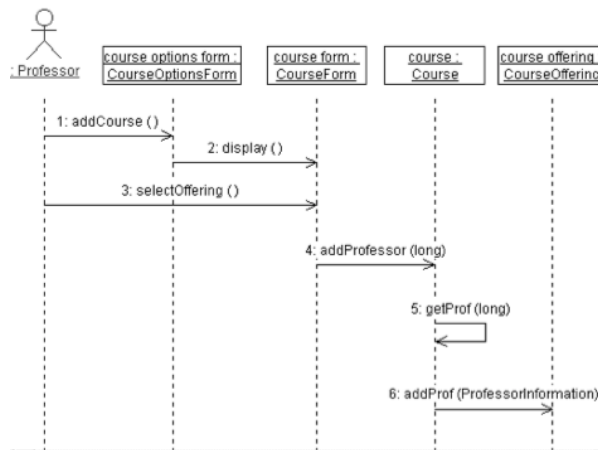 : Professor
course options form :
CourseOptionsForm
course form :
CourseForm
course :
Course
course offering
CourseOffering
1: addCourse ( )
2: display ( )
3: selectOffering ( )
4: addProfessor (long)
5: getProf (long)
6: addProf (ProfessorInformation)